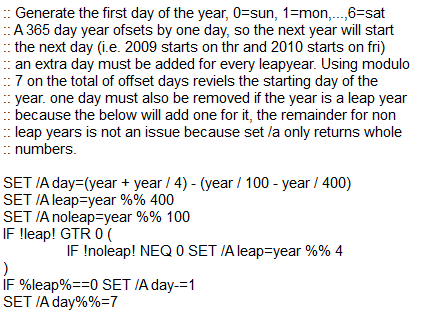 :: Generate the first day of the year, 0=sun, 1=mon,...,6=sat
:: A 365 day year ofsets by one day, so the next year will start
:: the next day (i.e. 2009 starts on thr and 2010 starts on fri)
:: an extra day must be added for every leapyear. Using modulo
:: 7 on the total of offset days reviels the starting day of the
:: year. one day must also be removed if the year is a leap year
:: because the below will add one for it, the remainder for non
:: leap years is not an issue because set /a only returns whole
:: numbers.

SET /A day=(year + year / 4) - (year / 100 - year / 400)
SET /A leap=year %% 400
SET /A noleap=year %% 100
IF !leap! GTR 0 (
IF !noleap! NEQ 0 SET /A leap=year %% 4
)
IF %leap%==0 SET /A day-=1
SET /A day%%=7